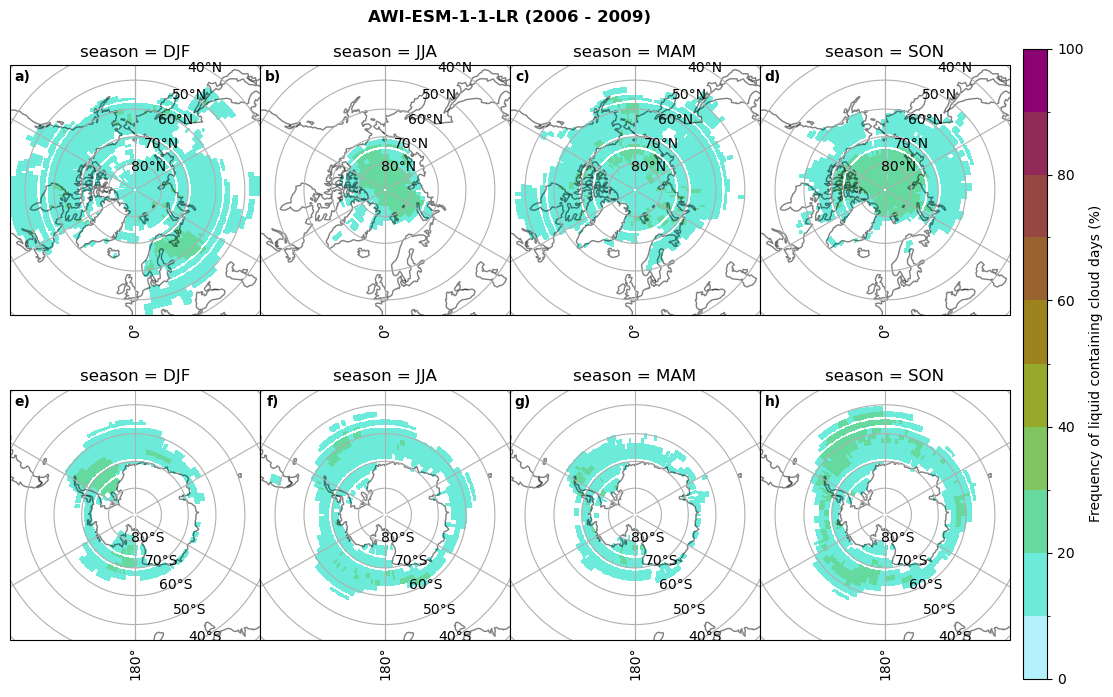 AWI-ESM-1-1-LR (2006 - 2009)
season = DJF
season = JJA
season = MAM
season = SON
a)
40°N
50°N
60°N
70°N
80°N
0°
b)
40°N
50°N
60°N
70°N
80°N
0°
c)
40°N
50°N
60°N
70°N
80°N
0°
d)
40°N
50°N
60°N
70°N
80°N
0°
season = DJF
season = JJA
season = MAM
season = SON
e)
80°S
70°S
60°S
50°S
40°S
180°
f)
80°S
70°S
60°S
50°S
40°S
180°
g)
80°S
70°S
60°S
50°S
40°S
180°
h)
80°S
70°S
60°S
50°S
40°S
180°
100
80
60
40
20
0
Frequency of liquid containing cloud days (%)